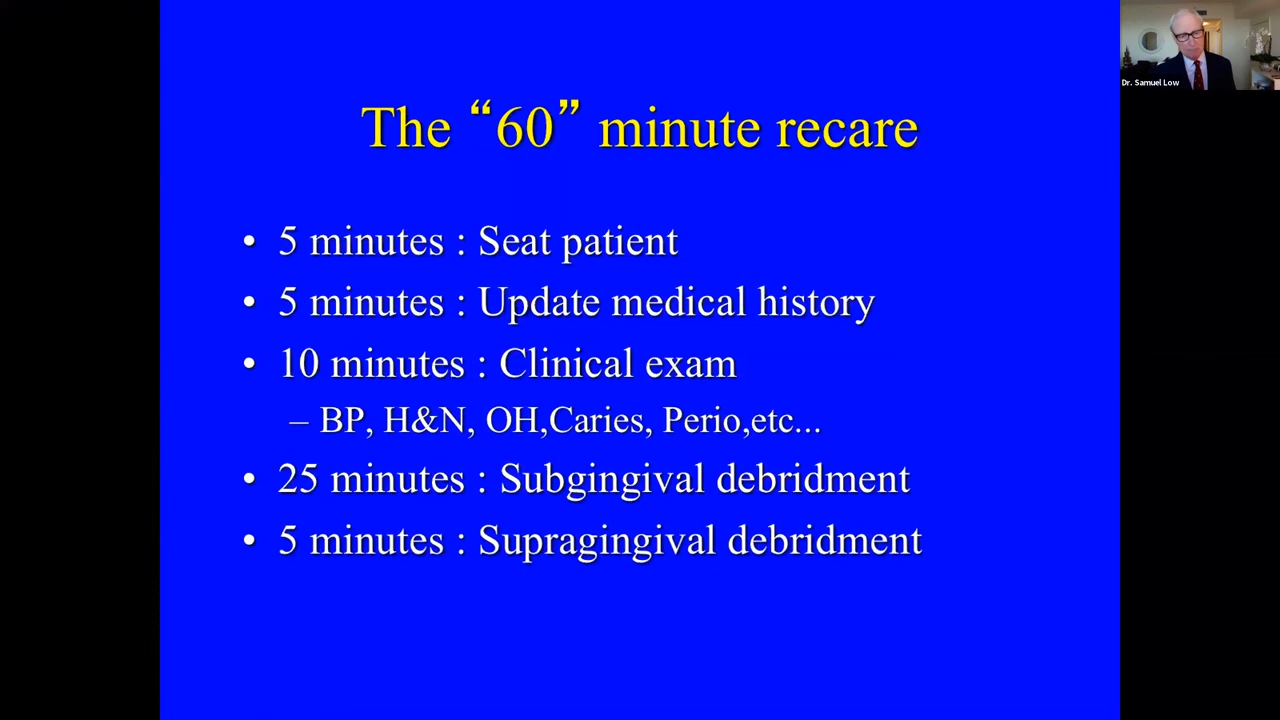 Dr. Samuel Low
The “60” minute recare
• 5 minutes : Seat patient
• 5 minutes : Update medical history
• 10 minutes : Clinical exam
– BP, H&N, OH,Caries, Perio,etc...
• 25 minutes : Subgingival debridment
• 5 minutes : Supragingival debridment